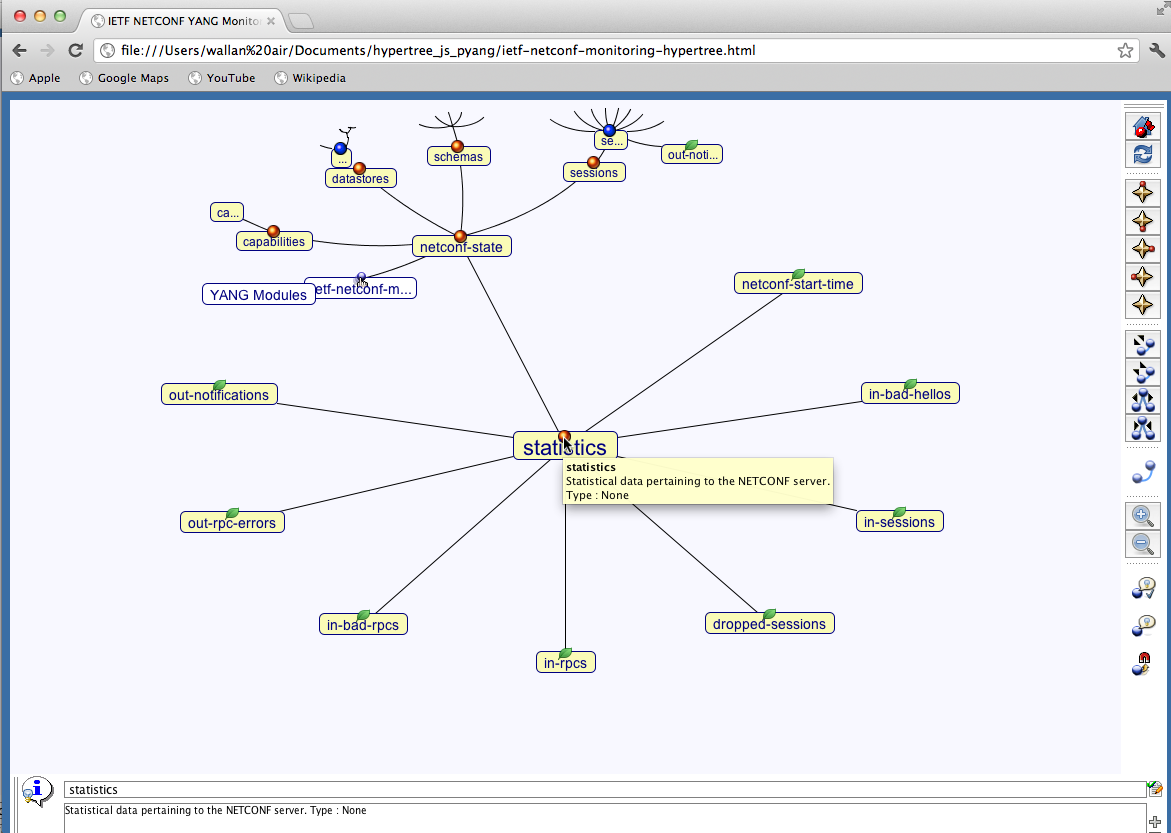 IETF NETCONF YANG Monito
file:///Users/wallan%20air/Documents/hypertree_js_pyang/ietf-netconf-monitoring-hypertree.html
Apple Google Maps YouTube Wikipedia
se...
...
schemas
out-noti...
datastores
sessions
ca...
capabilities
netconf-state
YANG Modules
etf-netconf-m...
netconf-start-time
out-notifications
in-bad-hellos
statistics
statistics
Statistical data pertaining to the NETCONF server.
Type : None
out-rpc-errors
in-sessions
in-bad-rpcs
dropped-sessions
in-rpcs
statistics
Statistical data pertaining to the NETCONF server. Type : None